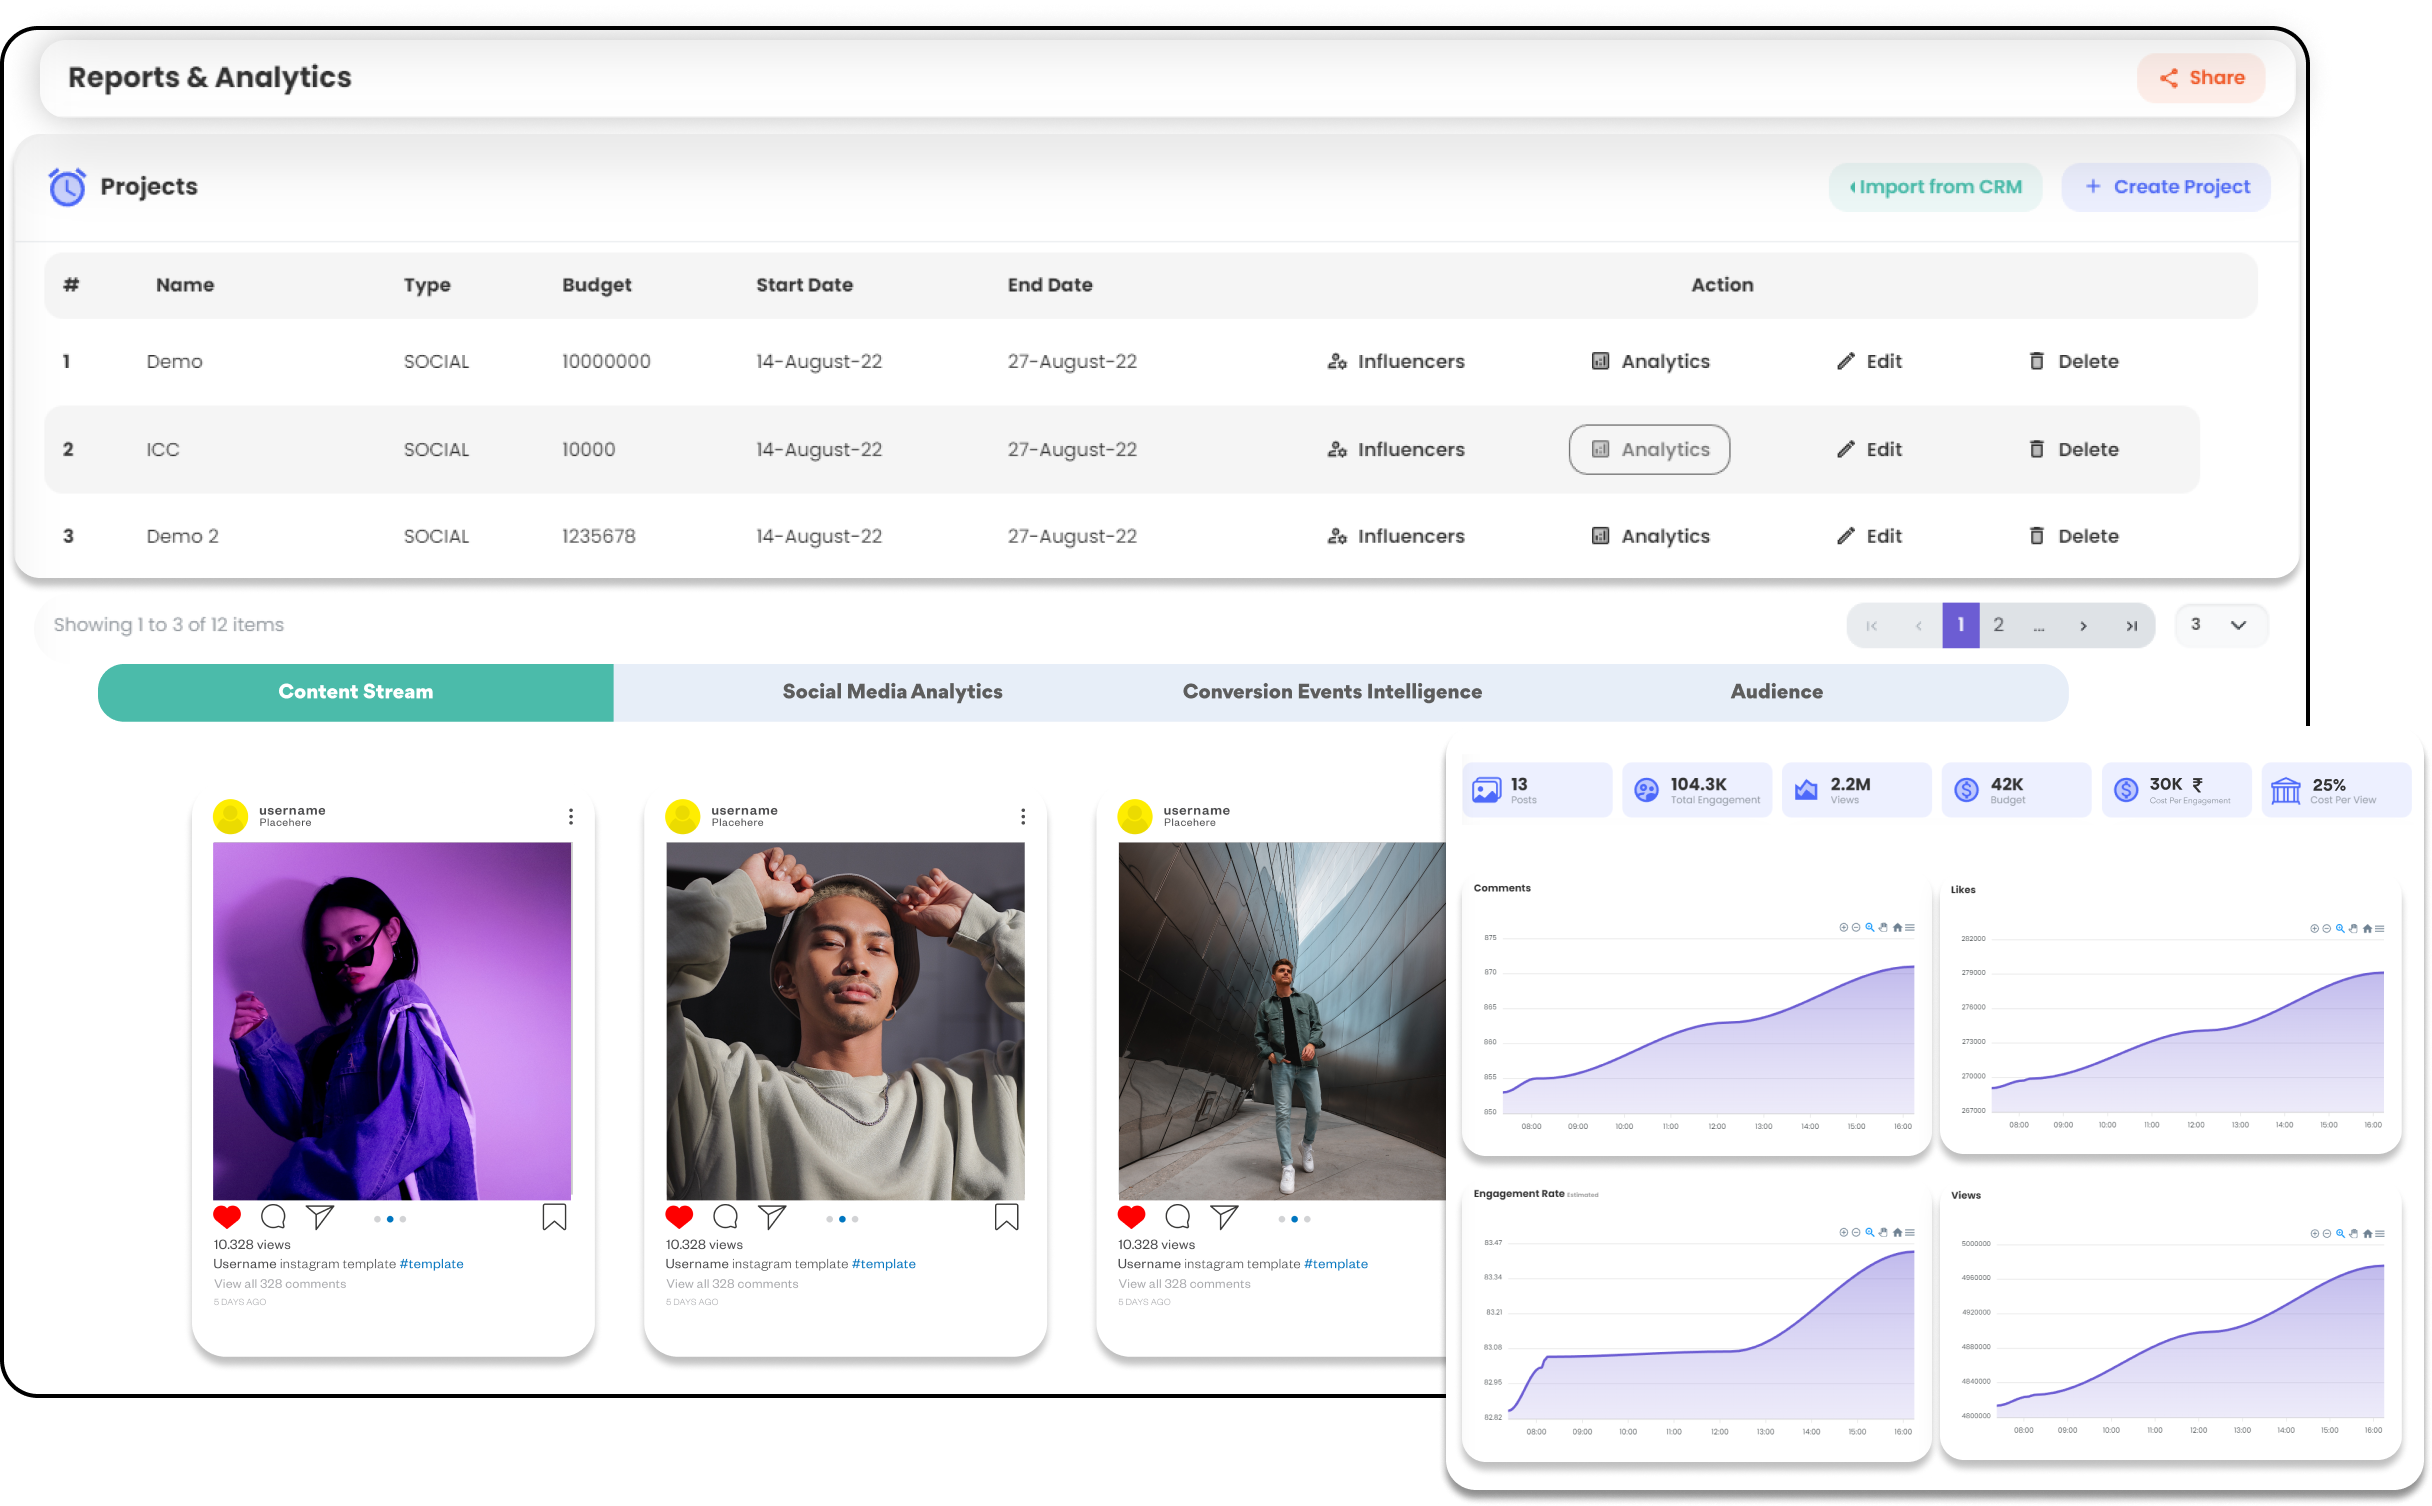 Reports & Analytics
Share
Projects
Import from CRM
+ Create Project
# Name Type Budget Start Date End Date Action
1 Demo SOCIAL 10000000 14-August-22 27-August-22 Influencers Analytics Edit Delete
2 ICC SOCIAL 10000 14-August-22 27-August-22 Influencers Analytics Edit Delete
3 Demo 2 SOCIAL 1235678 14-August-22 27-August-22 Influencers Analytics Edit Delete
Showing 1 to 3 of 12 items
1 2 ... 3
Content Stream Social Media Analytics Conversion Events Intelligence Audience
username
Placehere
10.328 views
Username instagram template #template
View all 328 comments
5 DAYS AGO
username
Placehere
10.328 views
Username instagram template #template
View all 328 comments
5 DAYS AGO
username
Placehere
10.328 views
Username instagram template #template
View all 328 comments
5 DAYS AGO
13
Posts
104.3K
Total Engagement
2.2M
Views
42K
Budget
30K ₹
Cost Per Engagement
25%
Cost Per View
Comments
875
870
865
860
855
850
08:00 09:00 10:00 11:00 12:00 13:00 14:00 15:00 16:00
Likes
282000
279000
276000
273000
270000
267000
08:00 09:00 10:00 11:00 12:00 13:00 14:00 15:00 16:00
Engagement Rate Estimated
83.47
83.34
83.21
83.08
82.95
82.82
08:00 09:00 10:00 11:00 12:00 13:00 14:00 15:00 16:00
Views
5000000
4960000
4920000
4880000
4840000
4800000
08:00 09:00 10:00 11:00 12:00 13:00 14:00 15:00 16:00